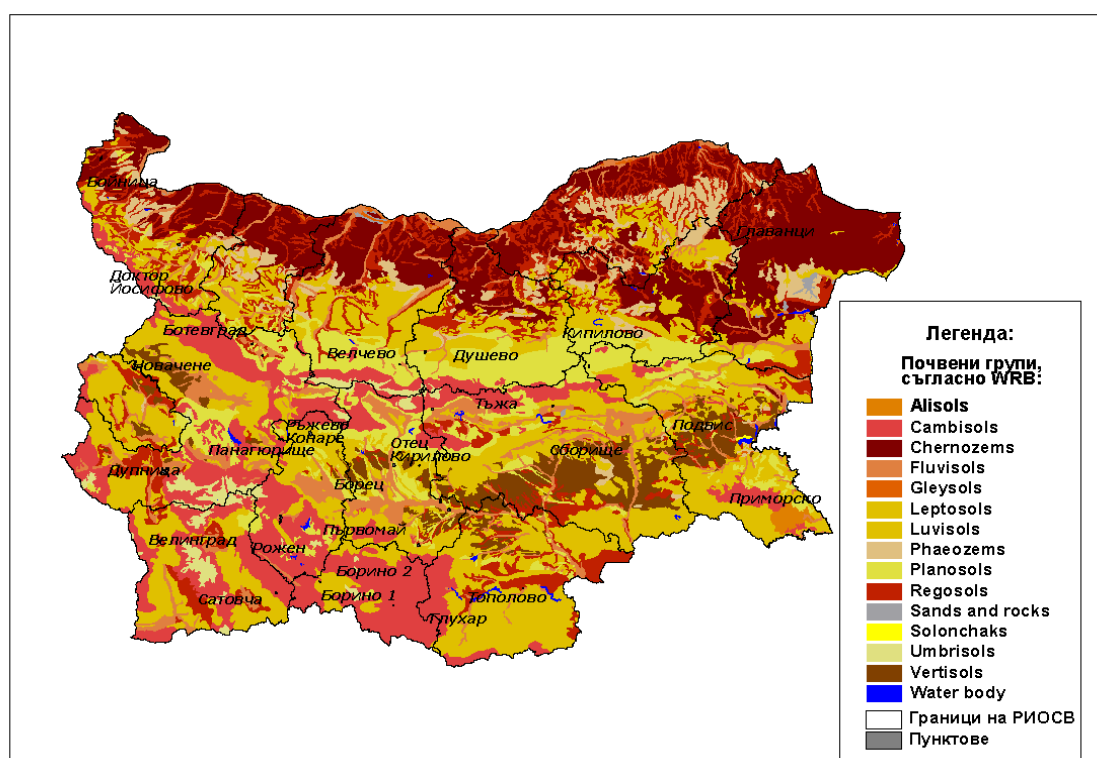 Войница
Главанци
Доктор
Йосифово
Ботевград
Новачене
Велчево
Душево
Кипилово
Тъжа
Ръжево
Конаре
Панагюрище
Отец
Кирилово
Сборище
Подвис
Дупница
Борец
Приморско
Първомай
Велинград
Рожен
Борино 2
Борино 1
Сатовча
Тополово
Глухар
Легенда:
Почвени групи,
съгласно WRB:
Alisols
Cambisols
Chernozems
Fluvisols
Gleysols
Leptosols
Luvisols
Phaeozems
Planosols
Regosols
Sands and rocks
Solonchaks
Umbrisols
Vertisols
Water body
Граници на РИОСВ
Пунктове